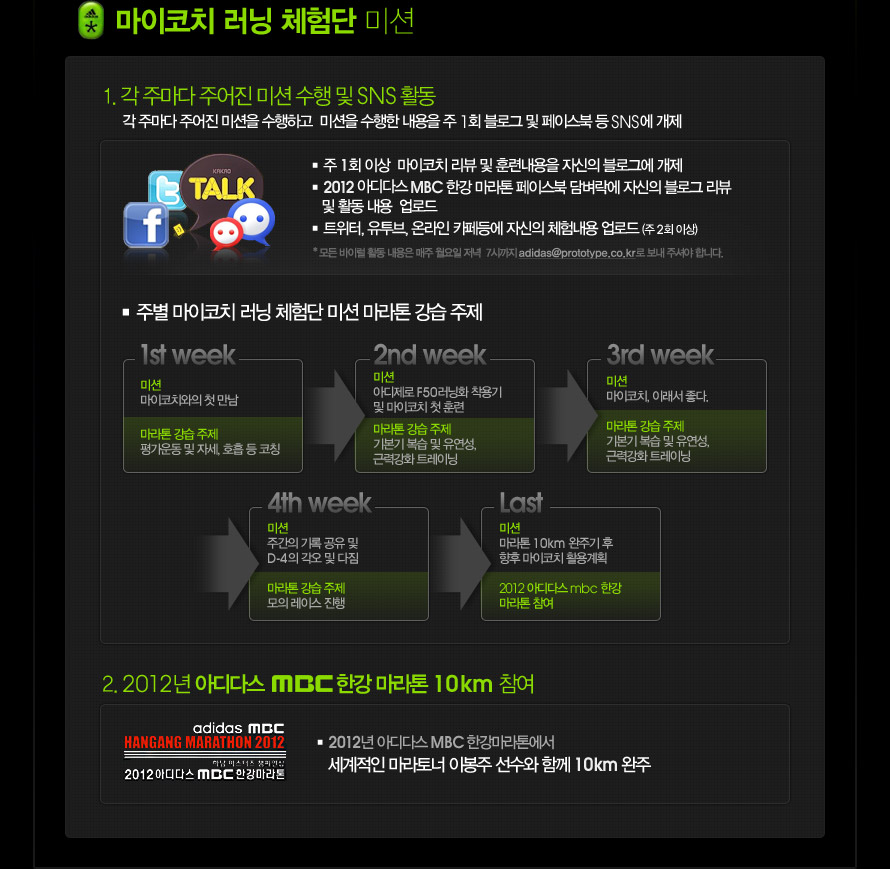 마이코치 러닝 체험단 미션
1. 각 주마다 주어진 미션 수행 및 SNS 활동
각 주마다 주어진 미션을 수행하고 미션을 수행한 내용을 주 1회 블로그 및 페이스북 등 SNS에 개제
KAKAO
TALK
▪ 주 1회 이상 마이코치 리뷰 및 훈련내용을 자신의 블로그에 개제
▪ 2012 아디다스 MBC 한강 마라톤 페이스북 담벼락에 자신의 블로그 리뷰
및 활동 내용 업로드
▪ 트위터, 유투브, 온라인 카페등에 자신의 체험내용 업로드 (주 2회 이상)
* 모든 바이럴 활동 내용은 매주 월요일 저녁 7시까지 adidas@prototype.co.kr로 보내 주셔야 합니다.
▪ 주별 마이코치 러닝 체험단 미션 마라톤 강습 주제
1st week
미션
마이코치와의 첫 만남
마라톤 강습 주제
평가운동 및 자세, 호흡 등 코칭
2nd week
미션
아디제로 F50러닝화 착용기
및 마이코치 첫 훈련
마라톤 강습 주제
기본기 복습 및 유연성,
근력강화 트레이닝
3rd week
미션
마이코치, 이래서 좋다.
마라톤 강습 주제
기본기 복습 및 유연성,
근력강화 트레이닝
4th week
미션
주간의 기록 공유 및
D-4의 각오 및 다짐
마라톤 강습 주제
모의 레이스 진행
Last
미션
마라톤 10km 완주기 후
향후 마이코치 활용계획
2012 아디다스 mbc 한강
마라톤 참여
2. 2012년 아디다스 MBC 한강 마라톤 10km 참여
adidas MBC
HANGANG MARATHON 2012
하남 마스터즈 챔피언십
2012 아디다스 MBC 한강마라톤
▪ 2012년 아디다스 MBC 한강마라톤에서
세계적인 마라토너 이봉주 선수와 함께 10km 완주